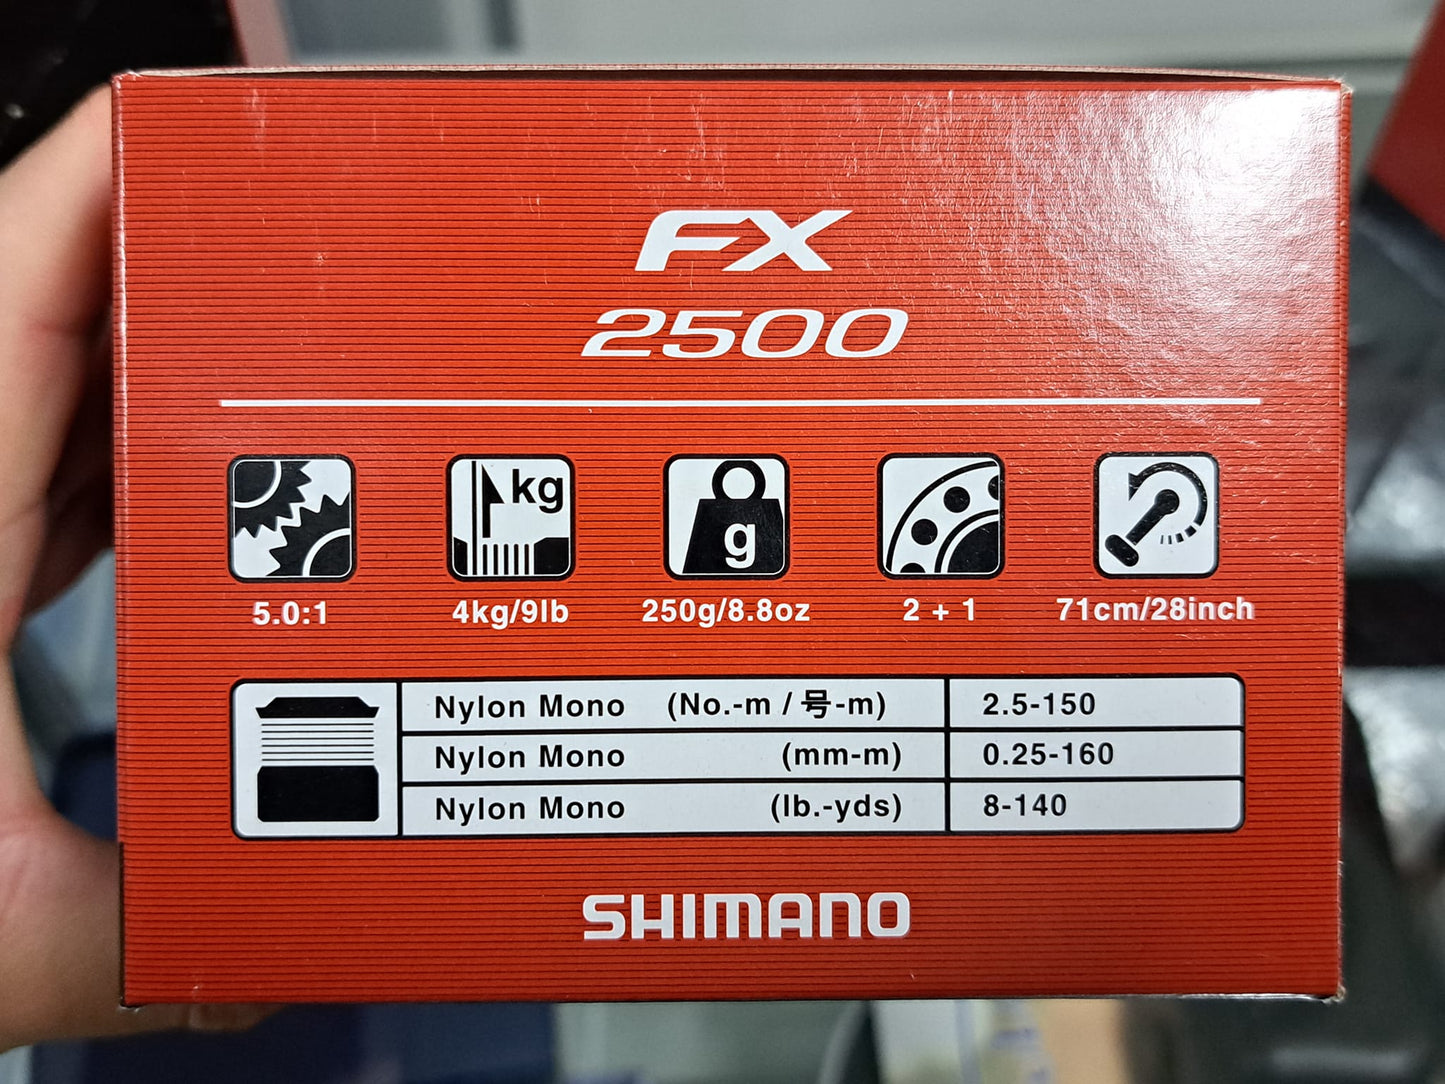 FX
2500
kg
g
5.0:1 4kg/9lb 250g/8.8oz 2 + 1 71cm/28inch
Nylon Mono (No.-m / 号-m) 2.5-150
Nylon Mono (mm-m) 0.25-160
Nylon Mono (lb.-yds) 8-140
SHIMANO